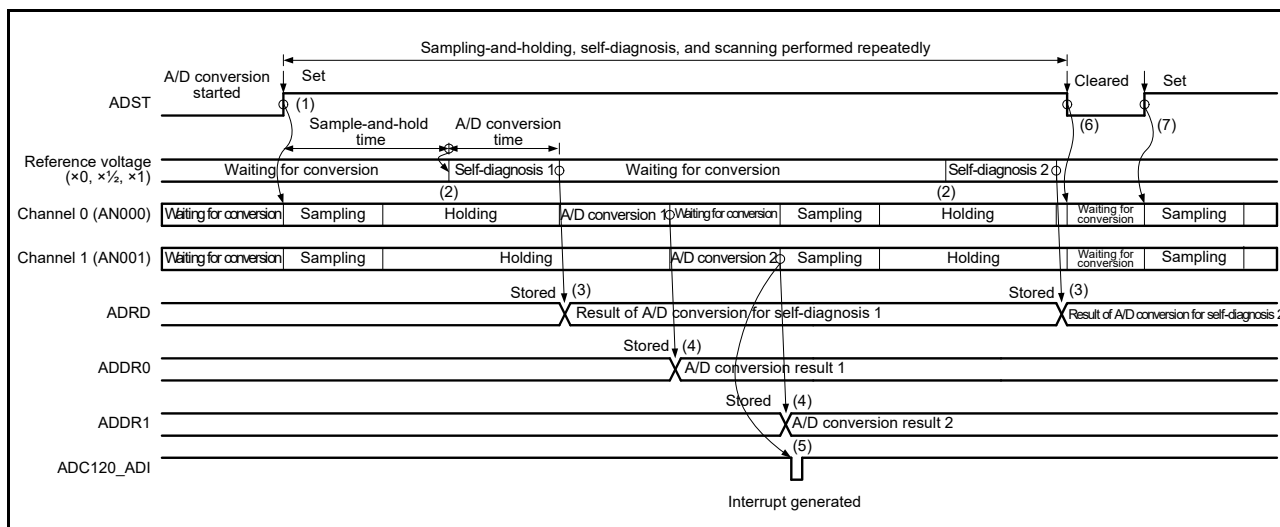 Sampling-and-holding, self-diagnosis, and scanning performed repeatedly
A/D conversion
started
Set
Cleared
Set
ADST
(1)
(6)
(7)
Sample-and-hold
time
A/D conversion
time
Reference voltage
(×0, ×½, ×1)
Waiting for conversion
Self-diagnosis 1
Waiting for conversion
Self-diagnosis 2
(2)
(2)
Channel 0 (AN000)
Waiting for conversion
Sampling
Holding
A/D conversion 1
Waiting for conversion
Sampling
Holding
Waiting for
conversion
Sampling
Channel 1 (AN001)
Waiting for conversion
Sampling
Holding
A/D conversion 2
Sampling
Holding
Waiting for
conversion
Sampling
Stored
(3)
Stored
(3)
ADRD
Result of A/D conversion for self-diagnosis 1
Result of A/D conversion for self-diagnosis 2
Stored
(4)
ADDR0
A/D conversion result 1
Stored
(4)
ADDR1
A/D conversion result 2
(5)
ADC120_ADI
Interrupt generated